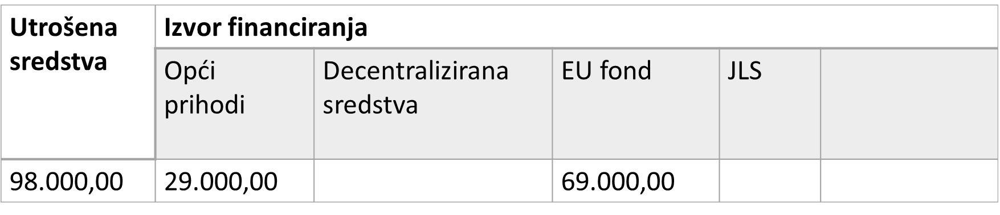 Utrošena
sredstva
Izvor financiranja
Opći
prihodi
Decentralizirana
sredstva
EU fond
JLS
98.000,00
29.000,00
69.000,00